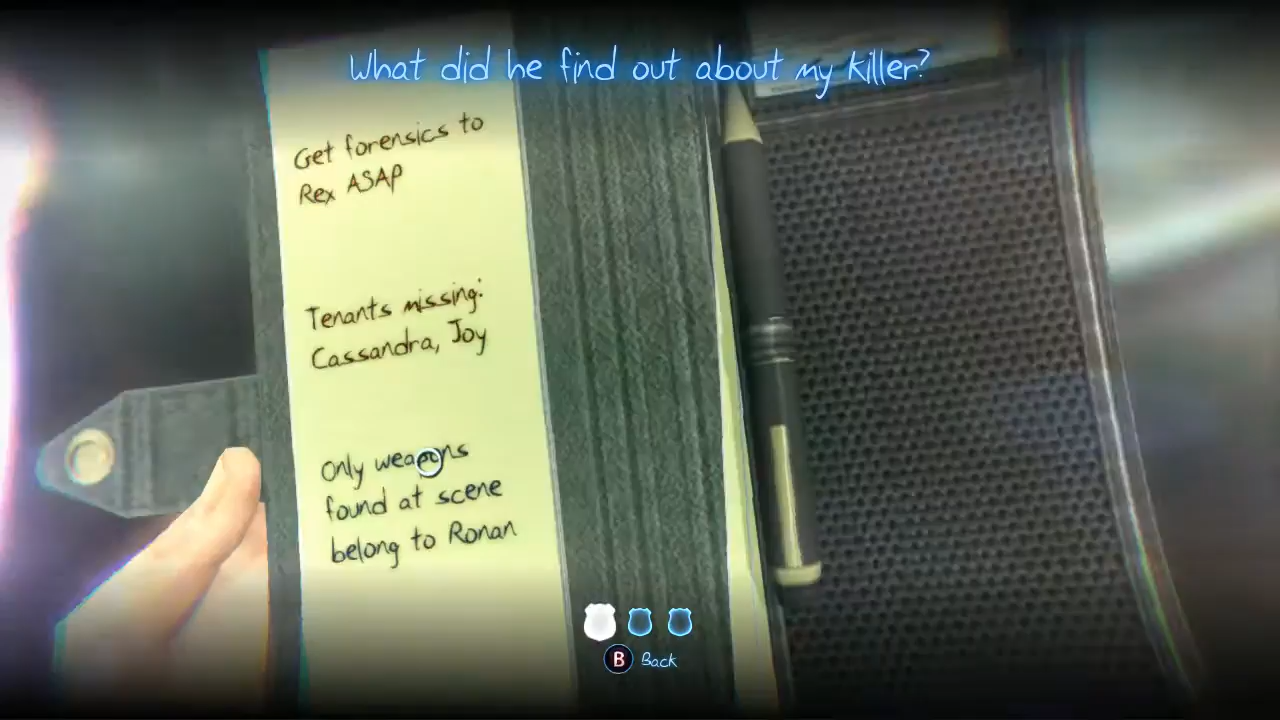 What did he find out about my killer?
Get forensics to
Rex ASAP
Tenants missing:
Cassandra, Joy
Only weapons
found at scene
belong to Ronan
B Back